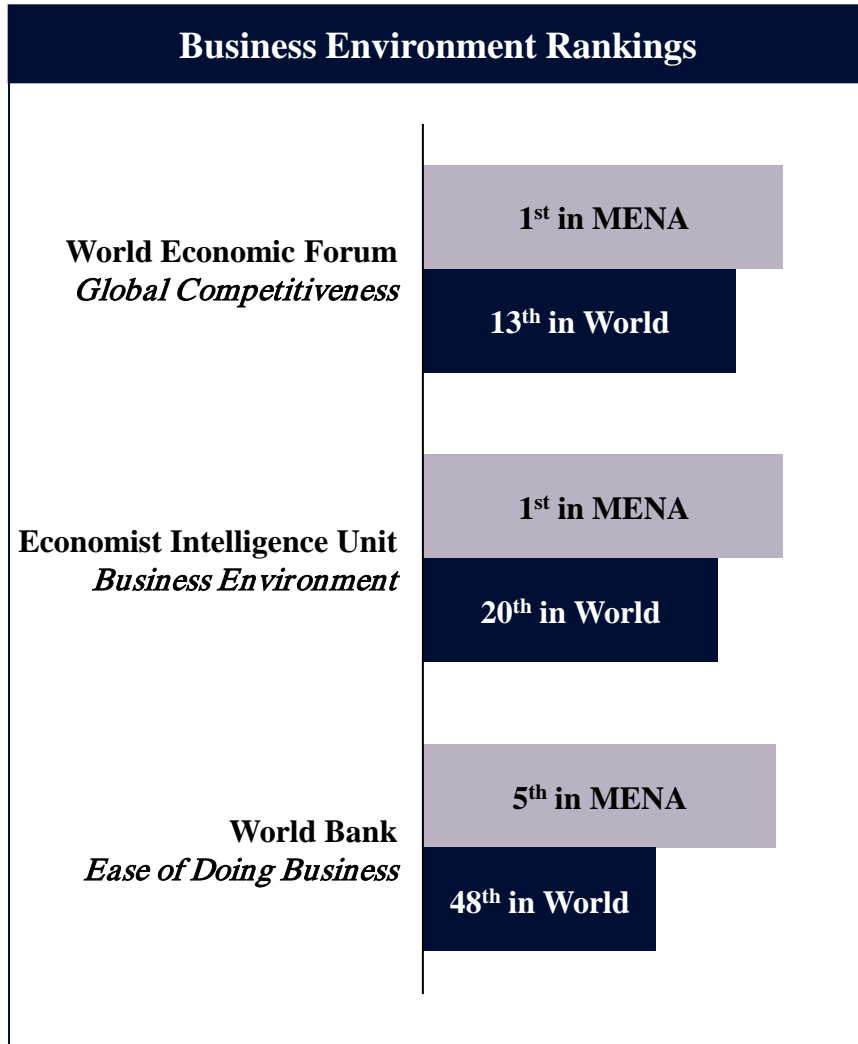 Business Environment Rankings
World Economic Forum
Global Competitiveness
1st in MENA
13th in World
Economist Intelligence Unit
Business Environment
1st in MENA
20th in World
World Bank
Ease of Doing Business
5th in MENA
48th in World